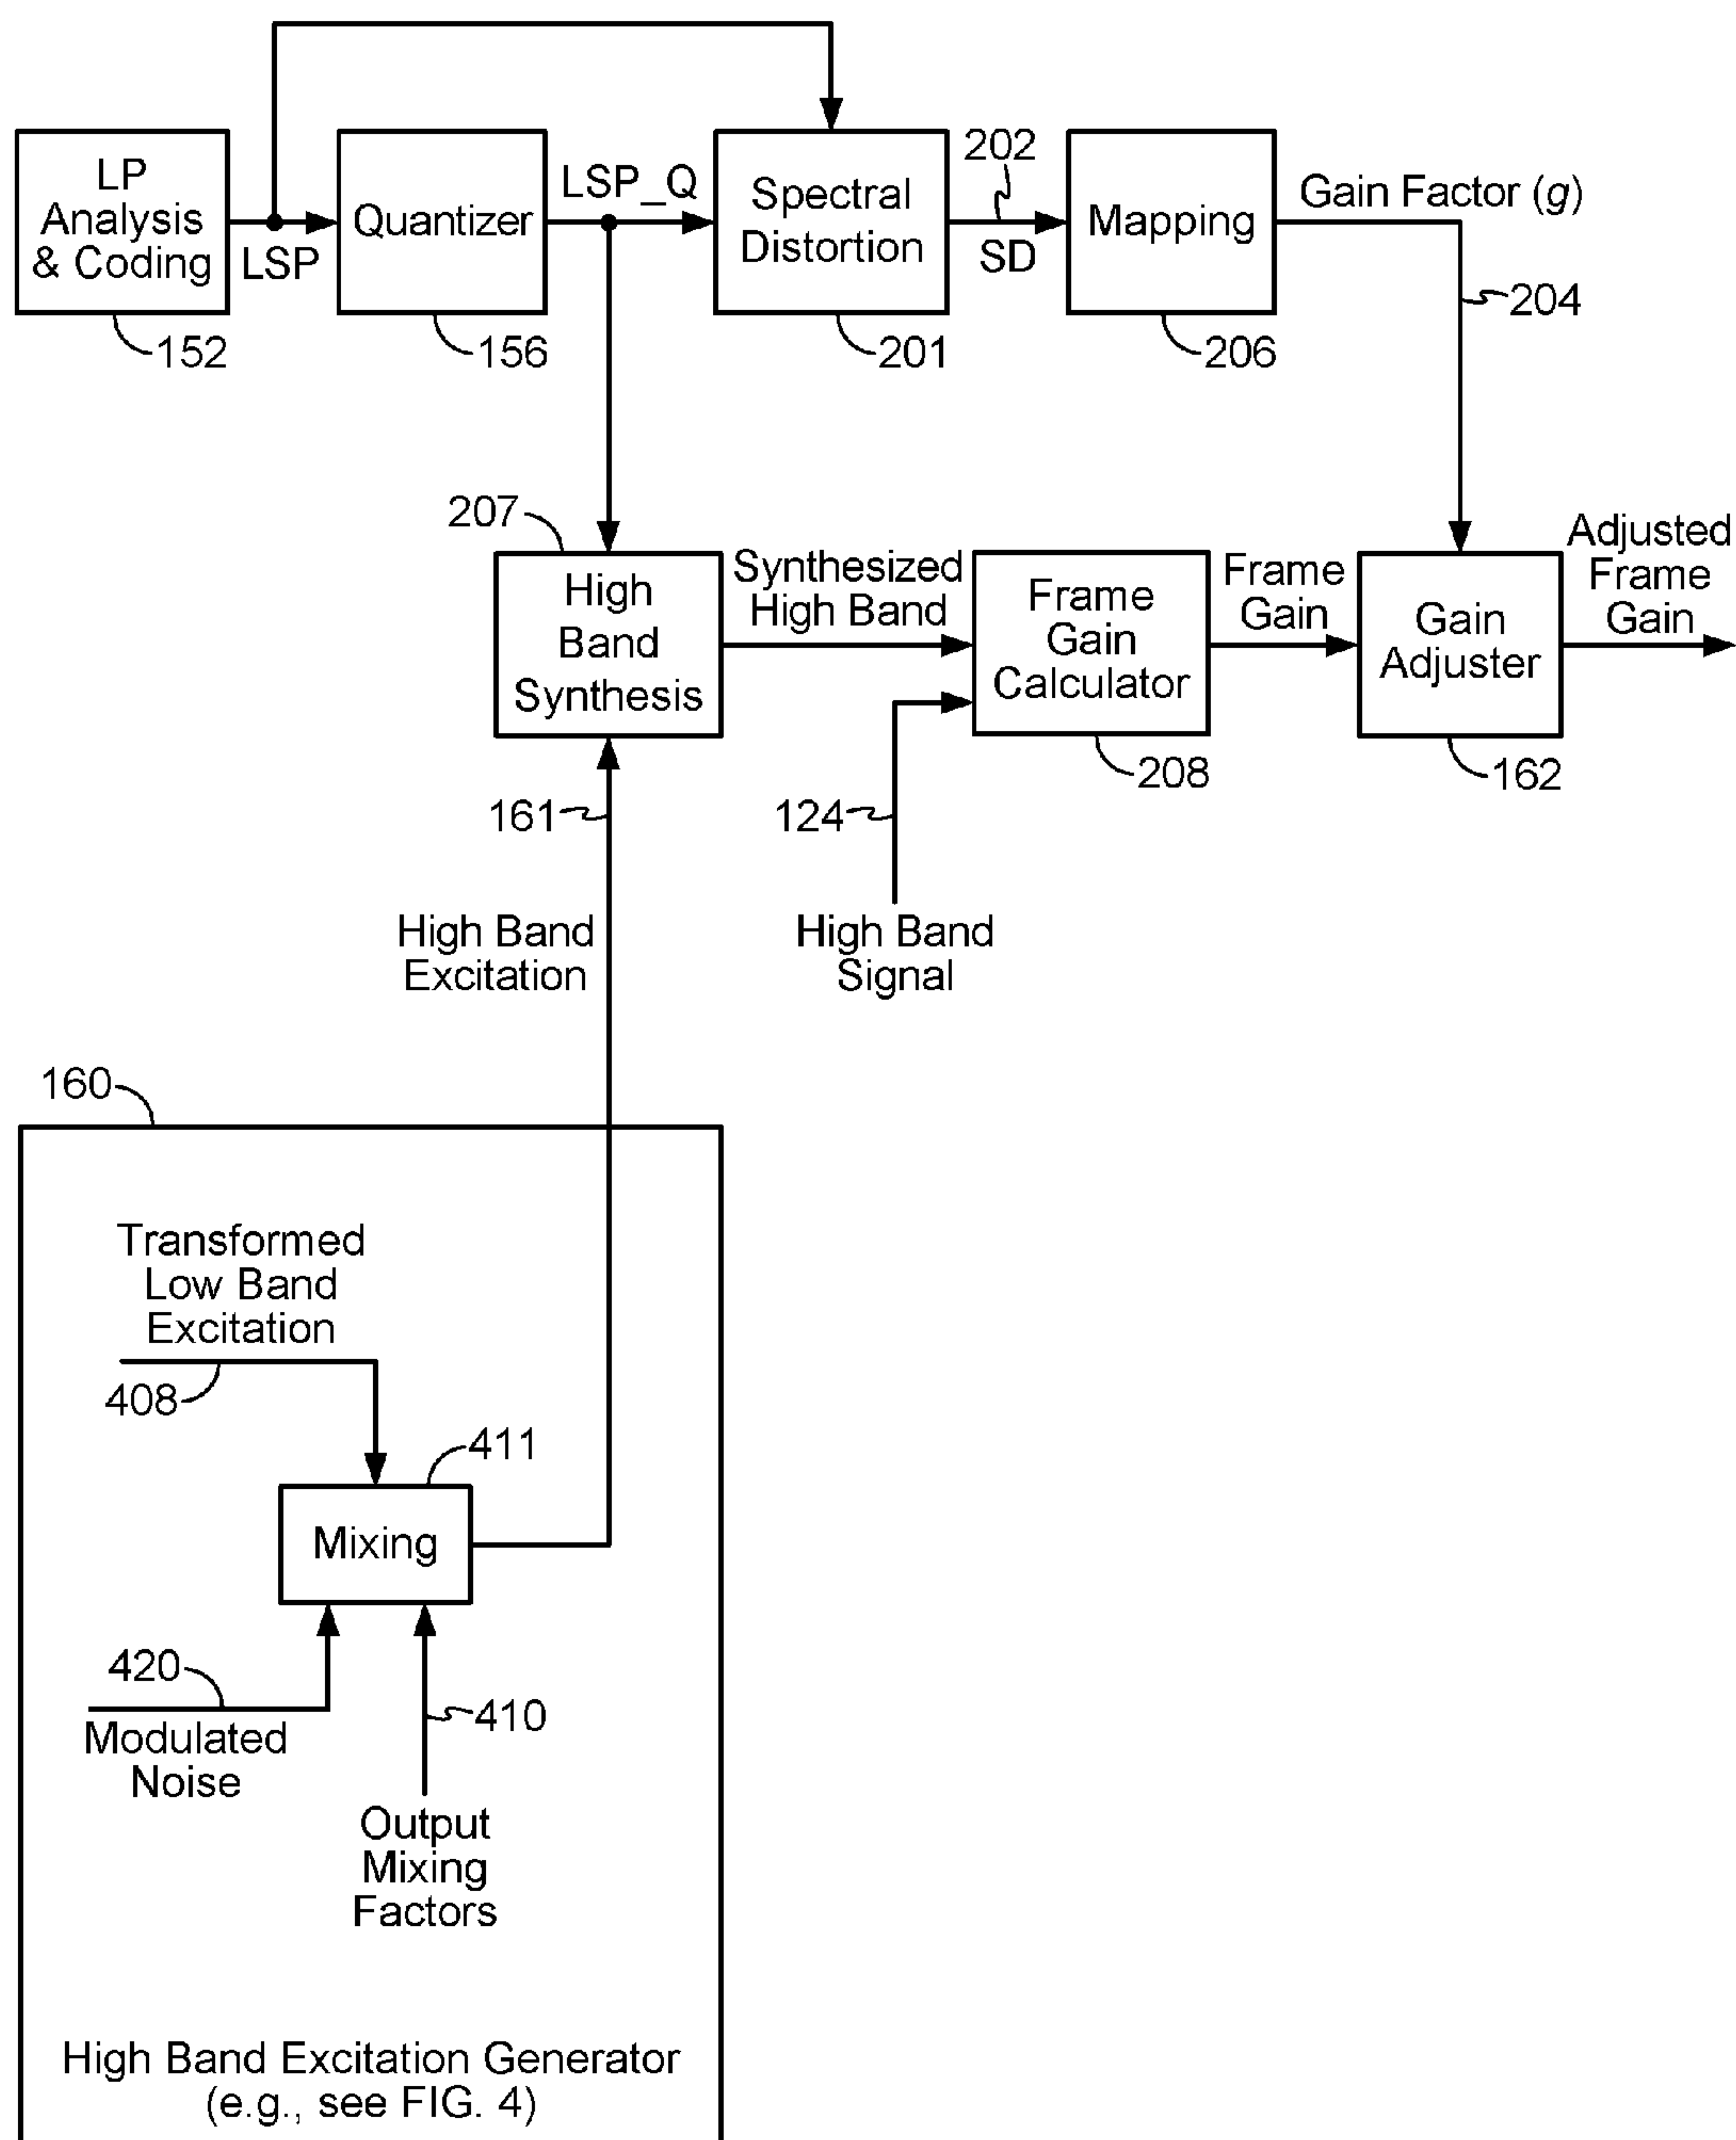 LP
Analysis
& Coding
152
LSP
Quantizer
156
LSP_Q
Spectral
Distortion
201
202
SD
Mapping
206
Gain Factor (g)
204
207
High
Band
Synthesis
Synthesized
High Band
Frame
Gain
Calculator
208
Frame
Gain
Gain
Adjuster
162
Adjusted
Frame
Gain
161
124
High Band
Excitation
High Band
Signal
160
Transformed
Low Band
Excitation
408
411
Mixing
420
Modulated
Noise
410
Output
Mixing
Factors
High Band Excitation Generator
(e.g., see FIG. 4)